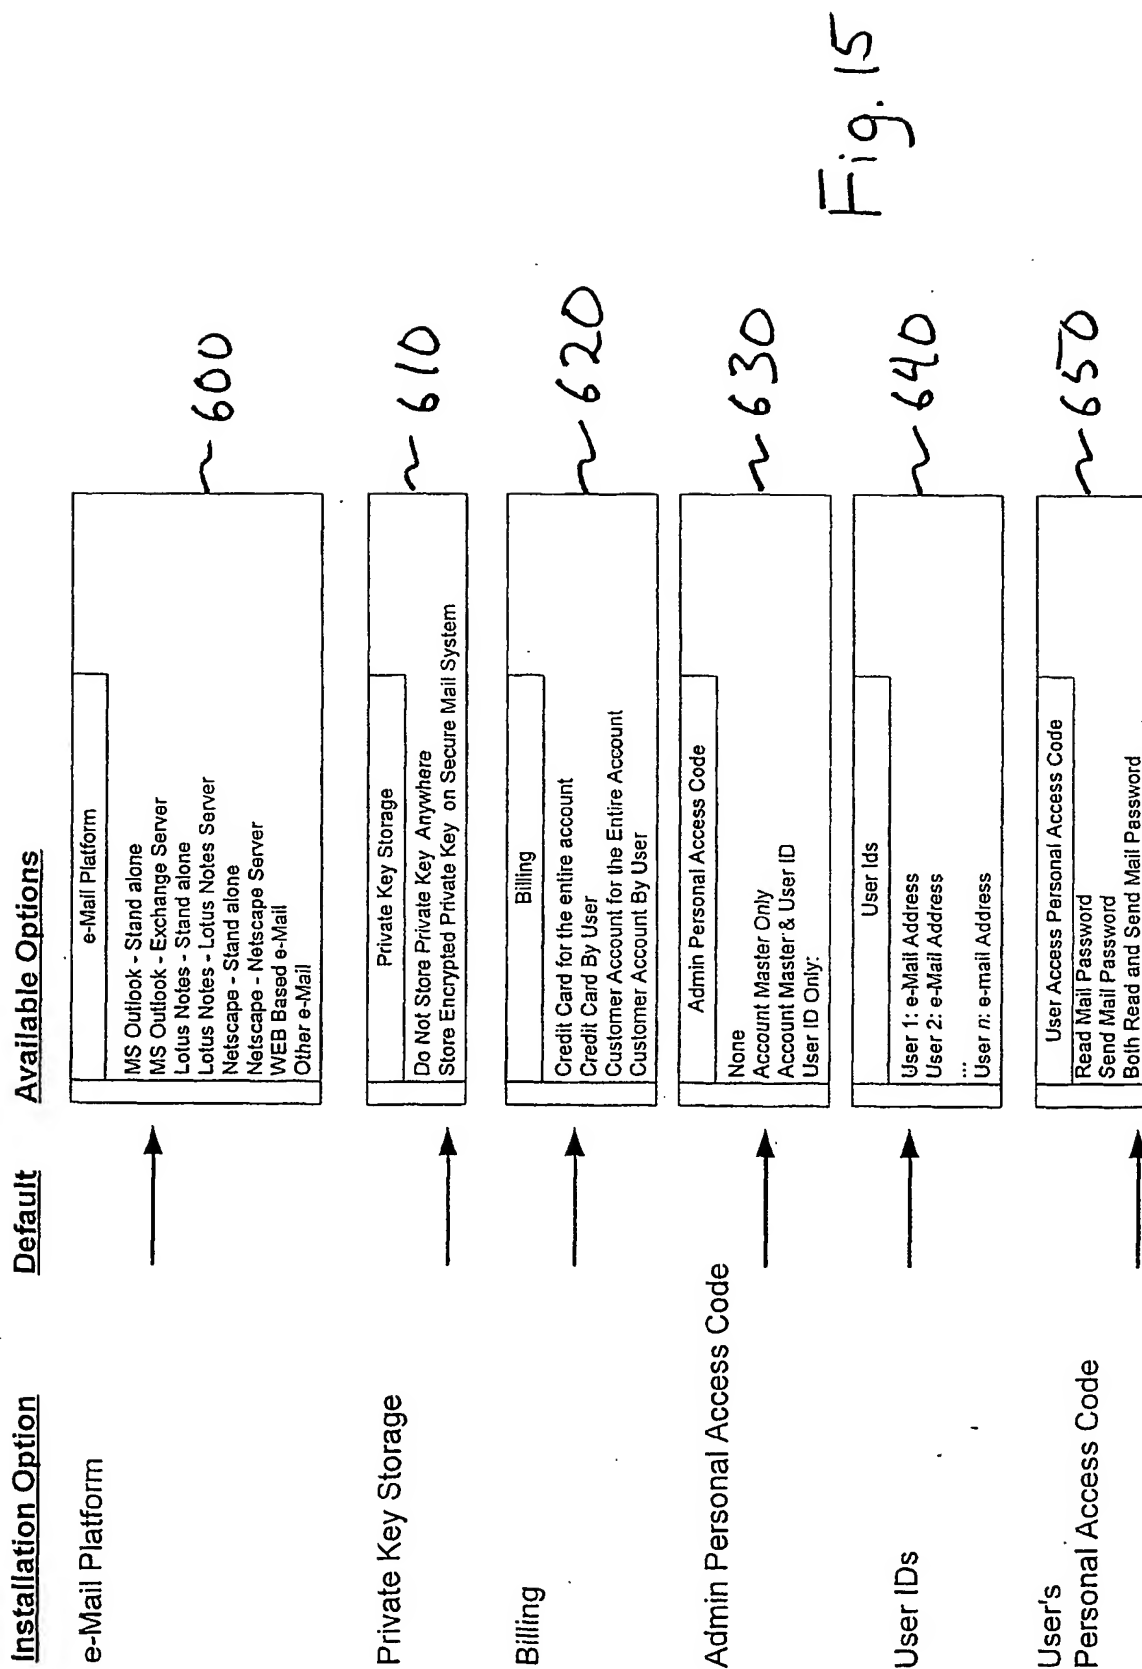 Installation Option Default Available Options
e-Mail Platform
e-Mail Platform
MS Outlook - Stand alone
MS Outlook - Exchange Server
Lotus Notes - Stand alone
Lotus Notes - Lotus Notes Server
Netscape - Stand alone
Netscape - Netscape Server
WEB Based e-Mail
Other e-Mail
~600
Private Key Storage
Private Key Storage
Do Not Store Private Key Anywhere
Store Encrypted Private Key on Secure Mail System
~610
Billing
Billing
Credit Card for the entire account
Credit Card By User
Customer Account for the Entire Account
Customer Account By User
~620
Admin Personal Access Code
Admin Personal Access Code
None
Account Master Only
Account Master & User ID
User ID Only:
~630
User IDs
User Ids
User 1: e-Mail Address
User 2: e-Mail Address
...
User n: e-mail Address
~640
User's
Personal Access Code
User Access Personal Access Code
Read Mail Password
Send Mail Password
Both Read and Send Mail Password
~650
Fig. 15